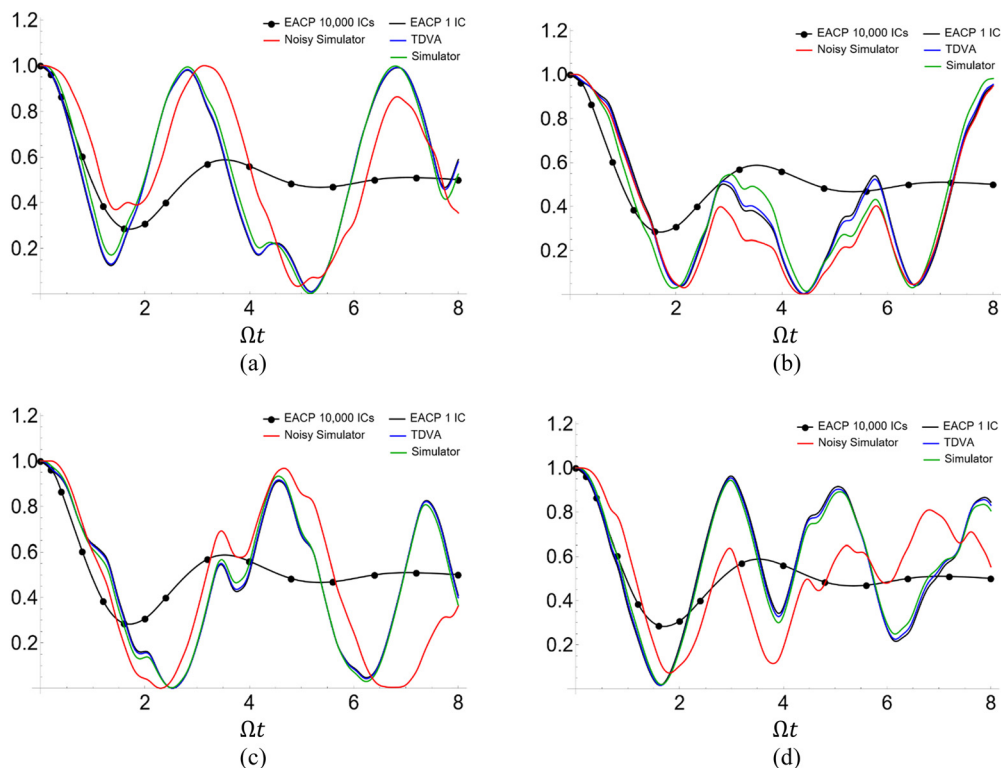 1.2
1.0
0.8
0.6
0.4
0.2
EACP 10,000 ICs
EACP 1 IC
Noisy Simulator
TDVA
Simulator
2
4
6
8
Ωt
(a)
1.2
1.0
0.8
0.6
0.4
0.2
EACP 10,000 ICs
EACP 1 IC
Noisy Simulator
TDVA
Simulator
2
4
6
8
Ωt
(b)
1.2
1.0
0.8
0.6
0.4
0.2
EACP 10,000 ICs
EACP 1 IC
Noisy Simulator
TDVA
Simulator
2
4
6
8
Ωt
(c)
1.2
1.0
0.8
0.6
0.4
0.2
EACP 10,000 ICs
EACP 1 IC
Noisy Simulator
TDVA
Simulator
2
4
6
8
Ωt
(d)